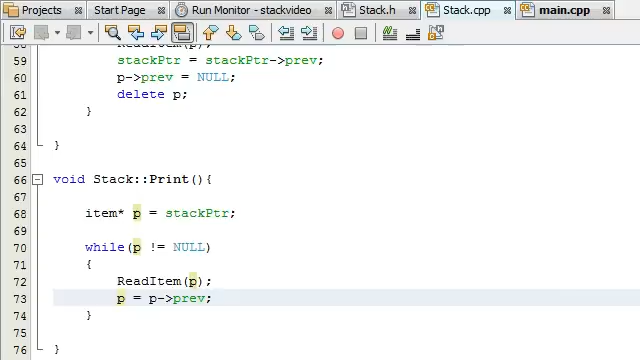 Projects Start Page Run Monitor - stackvideo Stack.h Stack.cpp main.cpp
58 ReadItem(p);
59 stackPtr = stackPtr->prev;
60 p->prev = NULL;
61 delete p;
62 }
63
64 }
65
66 void Stack::Print(){
67
68 item* p = stackPtr;
69
70 while(p != NULL)
71 {
72 ReadItem(p);
73 p = p->prev;
74 }
75
76 }